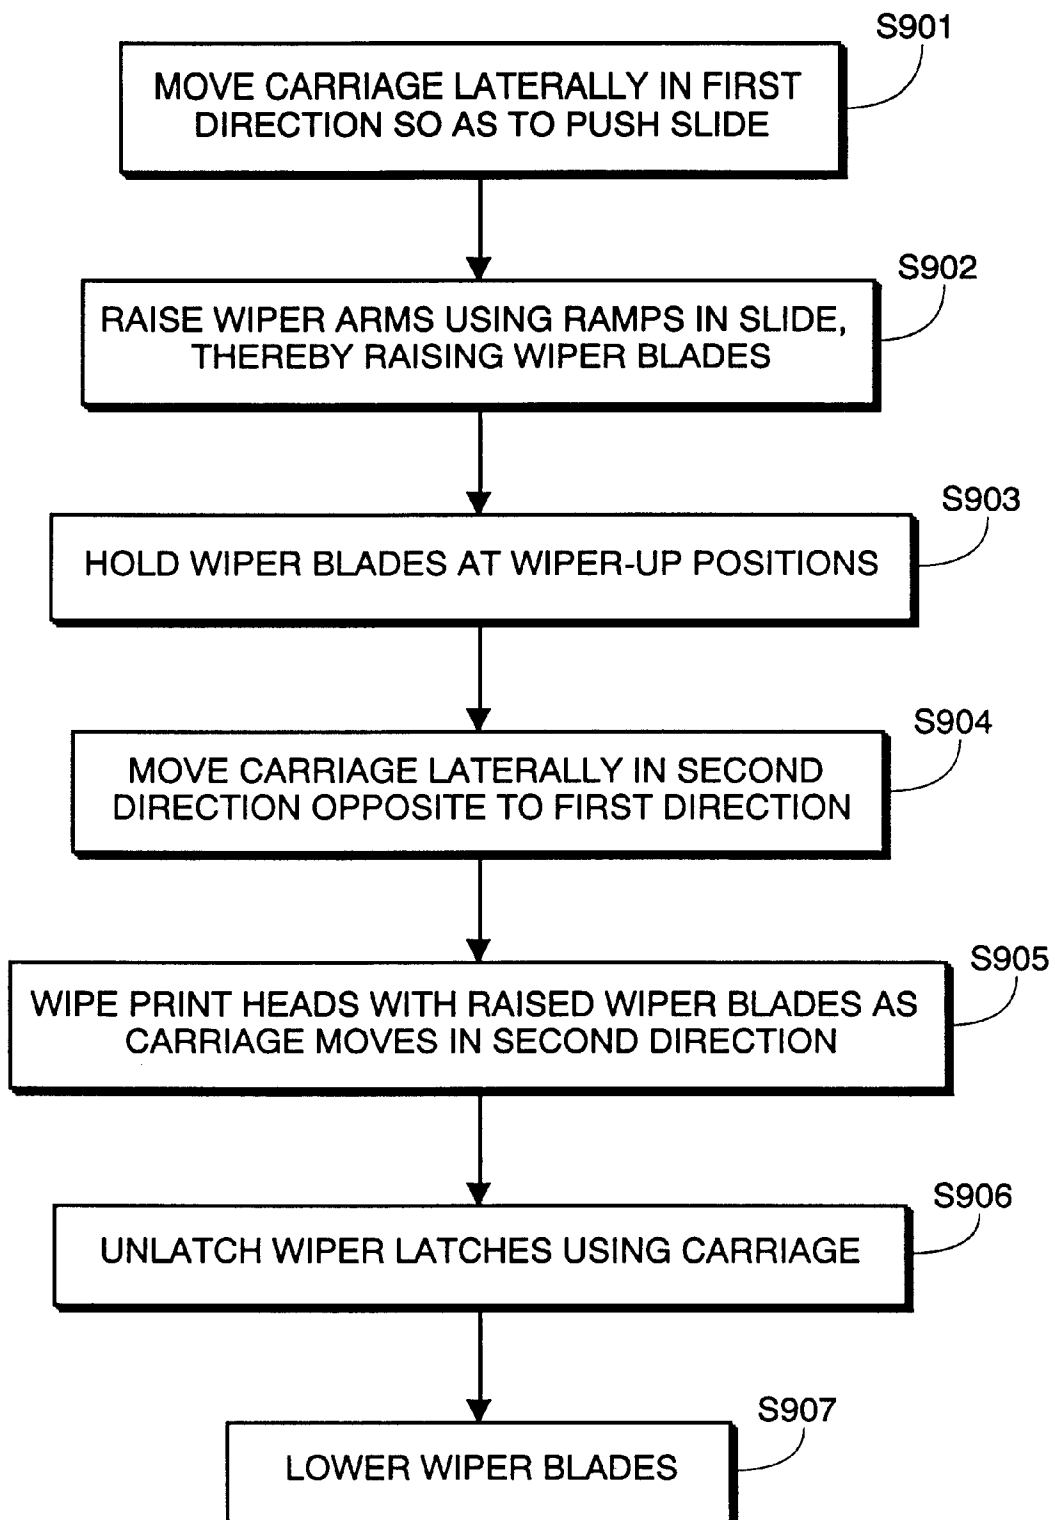 S901
MOVE CARRIAGE LATERALLY IN FIRST
DIRECTION SO AS TO PUSH SLIDE
S902
RAISE WIPER ARMS USING RAMPS IN SLIDE,
THEREBY RAISING WIPER BLADES
S903
HOLD WIPER BLADES AT WIPER-UP POSITIONS
S904
MOVE CARRIAGE LATERALLY IN SECOND
DIRECTION OPPOSITE TO FIRST DIRECTION
S905
WIPE PRINT HEADS WITH RAISED WIPER BLADES AS
CARRIAGE MOVES IN SECOND DIRECTION
S906
UNLATCH WIPER LATCHES USING CARRIAGE
S907
LOWER WIPER BLADES